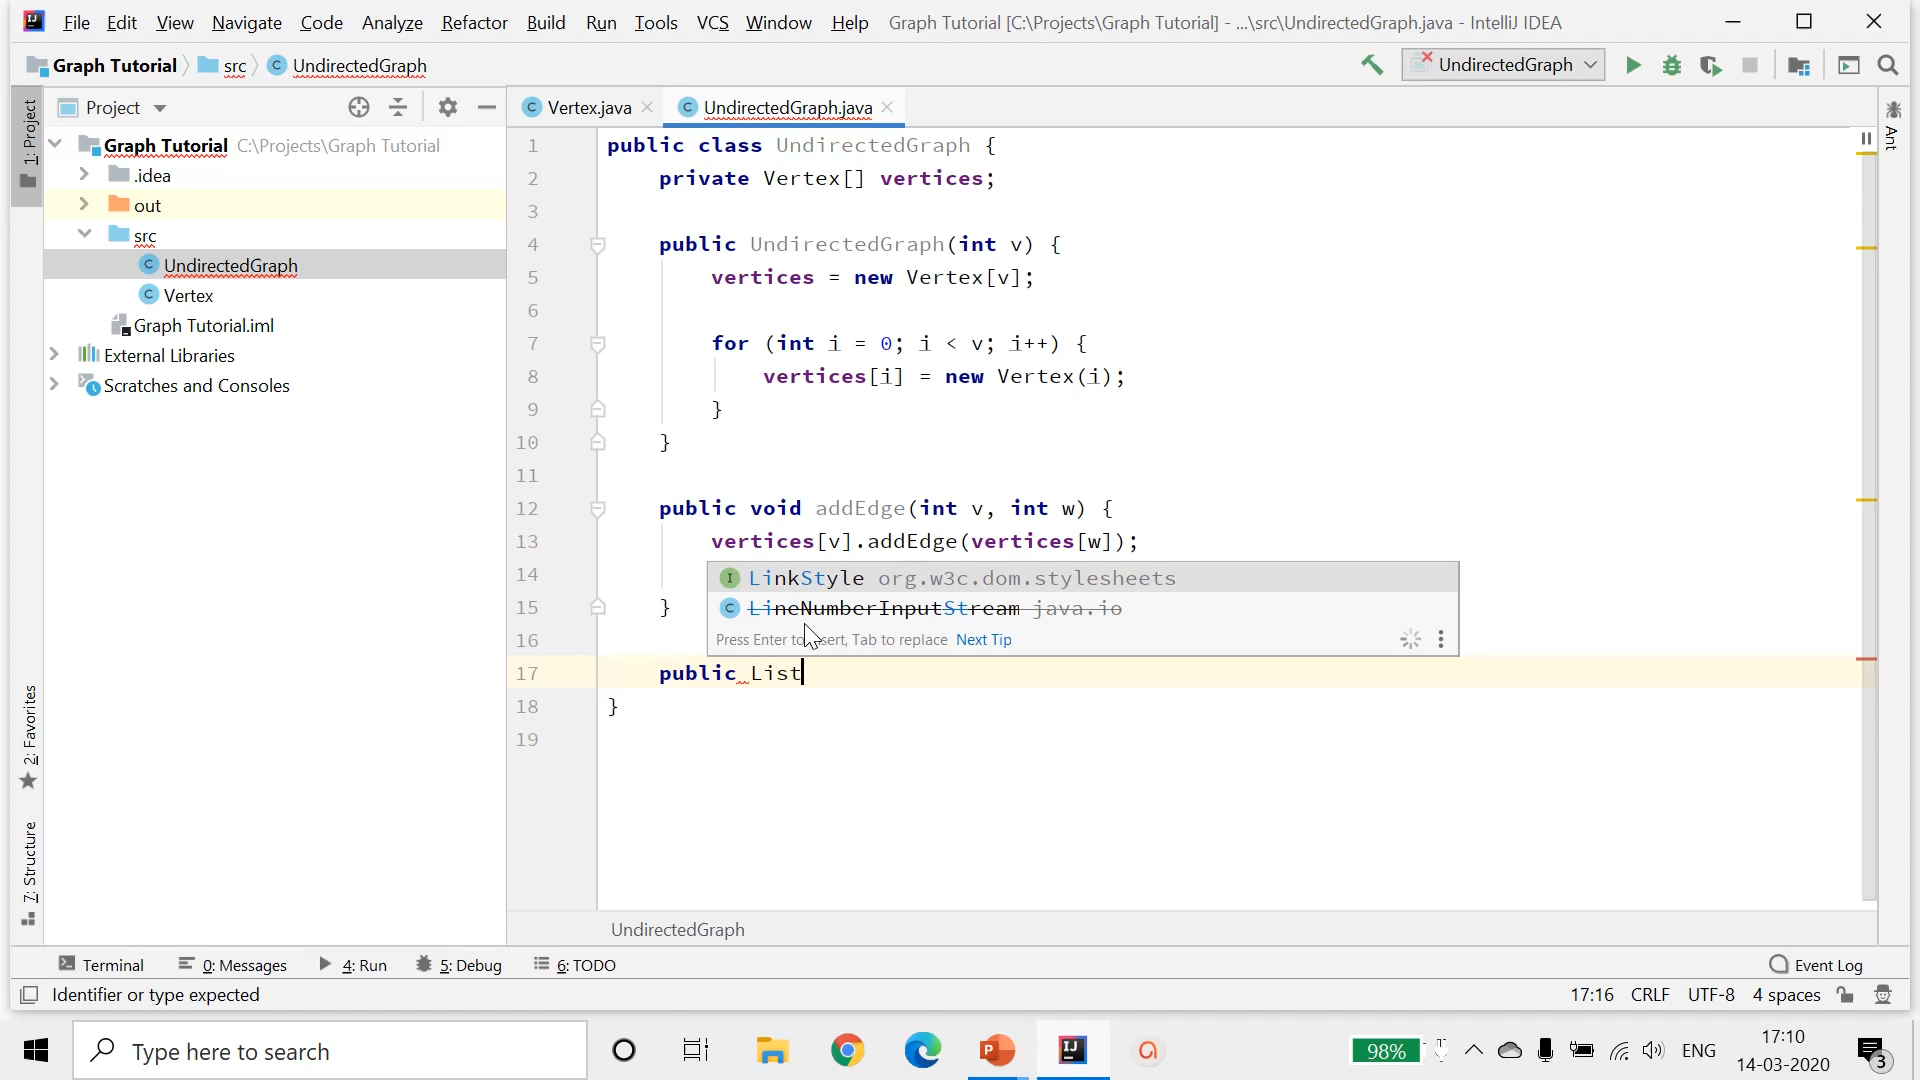 File Edit View Navigate Code Analyze Refactor Build Run Tools VCS Window Help Graph Tutorial [C:\Projects\Graph Tutorial] - ...\src\UndirectedGraph.java - IntelliJ IDEA
Graph Tutorial src UndirectedGraph UndirectedGraph
Project Vertex.java UndirectedGraph.java
1: Project
Ant
Graph Tutorial C:\Projects\Graph Tutorial
.idea
out
src
UndirectedGraph
Vertex
Graph Tutorial.iml
External Libraries
Scratches and Consoles
2: Favorites
7: Structure
1 public class UndirectedGraph {
2 private Vertex[] vertices;
3
4 public UndirectedGraph(int v) {
5 vertices = new Vertex[v];
6
7 for (int i = 0; i < v; i++) {
8 vertices[i] = new Vertex(i);
9 }
10 }
11
12 public void addEdge(int v, int w) {
13 vertices[v].addEdge(vertices[w]);
14
LinkStyle org.w3c.dom.stylesheets
LineNumberInputStream java.io
Press Enter to insert, Tab to replace Next Tip
15 }
16
17 public List
18 }
19
UndirectedGraph
Terminal 0: Messages 4: Run 5: Debug 6: TODO Event Log
Identifier or type expected 17:16 CRLF UTF-8 4 spaces
Type here to search 98% ENG 17:10
14-03-2020 3